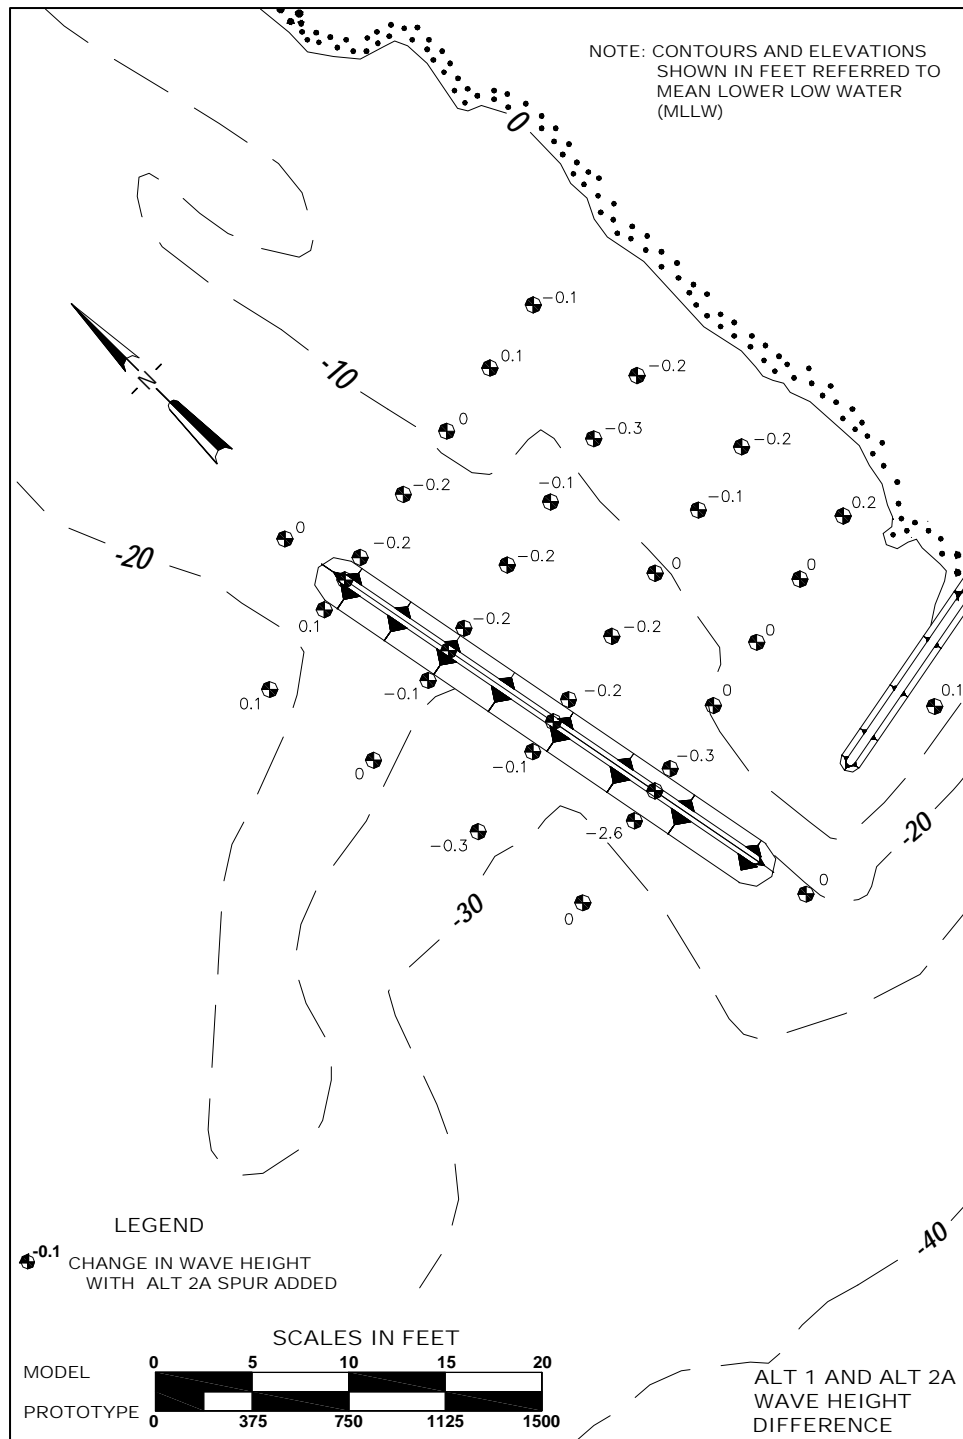 NOTE: CONTOURS AND ELEVATIONS
SHOWN IN FEET REFERRED TO
MEAN LOWER LOW WATER
(MLLW)
0
-0.1
0.1
-0.2
-10
0
-0.3
-0.2
-0.2
-0.1
-0.1
0.2
N
0
-20
-0.2
-0.2
0
0
0.1
-0.2
-0.2
0
0.1
-0.1
-0.2
0
0.1
0
-0.1
-0.3
-0.3
-2.6
-20
0
-30
0
-40
LEGEND
-0.1
CHANGE IN WAVE HEIGHT
WITH ALT 2A SPUR ADDED
SCALES IN FEET
MODEL
0 5 10 15 20
PROTOTYPE
0 375 750 1125 1500
ALT 1 AND ALT 2A
WAVE HEIGHT
DIFFERENCE